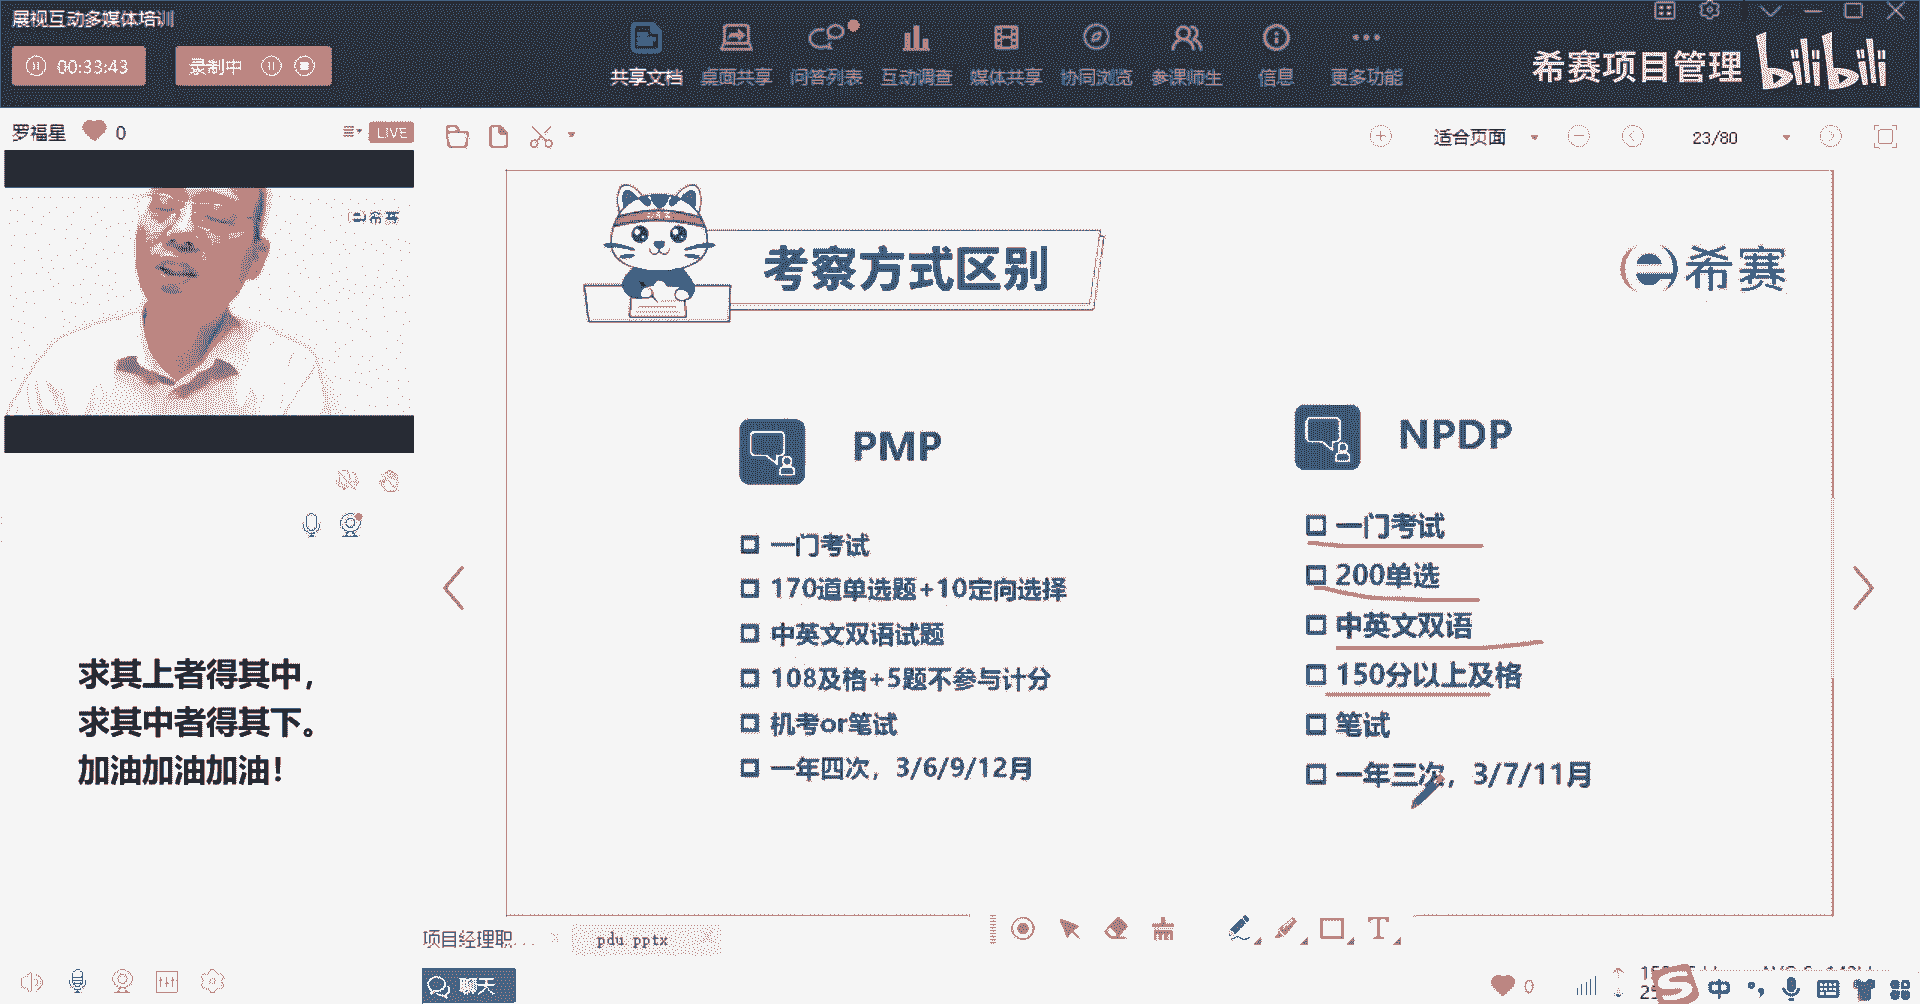 展视互动多媒体培训
00:33:43
录制中
共享文档 桌面共享 问答列表 互动调查 媒体共享 协同浏览 参课师生 信息 更多功能
希赛项目管理 bilibili
罗福星 0
LIVE
适合页面
23/80
希赛
考察方式区别
希赛
PMP
一门考试
170道单选题+10定向选择
中英文双语试题
108及格+5题不参与计分
机考or笔试
一年四次，3/6/9/12月
NPDP
一门考试
200单选
中英文双语
150分以上及格
笔试
一年三次，3/7/11月
求其上者得其中，
求其中者得其下。
加油加油加油！
项目经理职...
pdu pptx
聊天
0
中